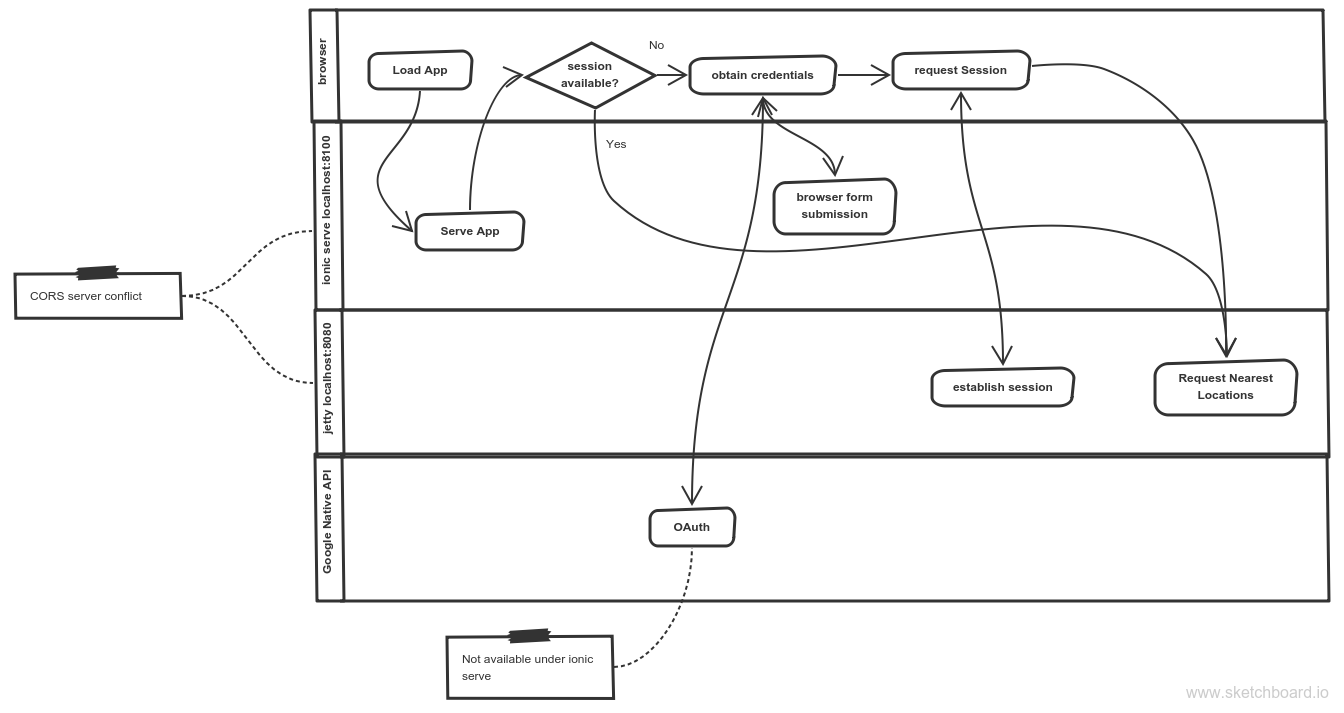 browser
Load App
session
available?
No
obtain credentials
request Session
ionic serve localhost:8100
Yes
browser form
submission
Serve App
CORS server conflict
jetty localhost:8080
establish session
Request Nearest
Locations
Google Native API
OAuth
Not available under ionic
serve
www.sketchboard.io